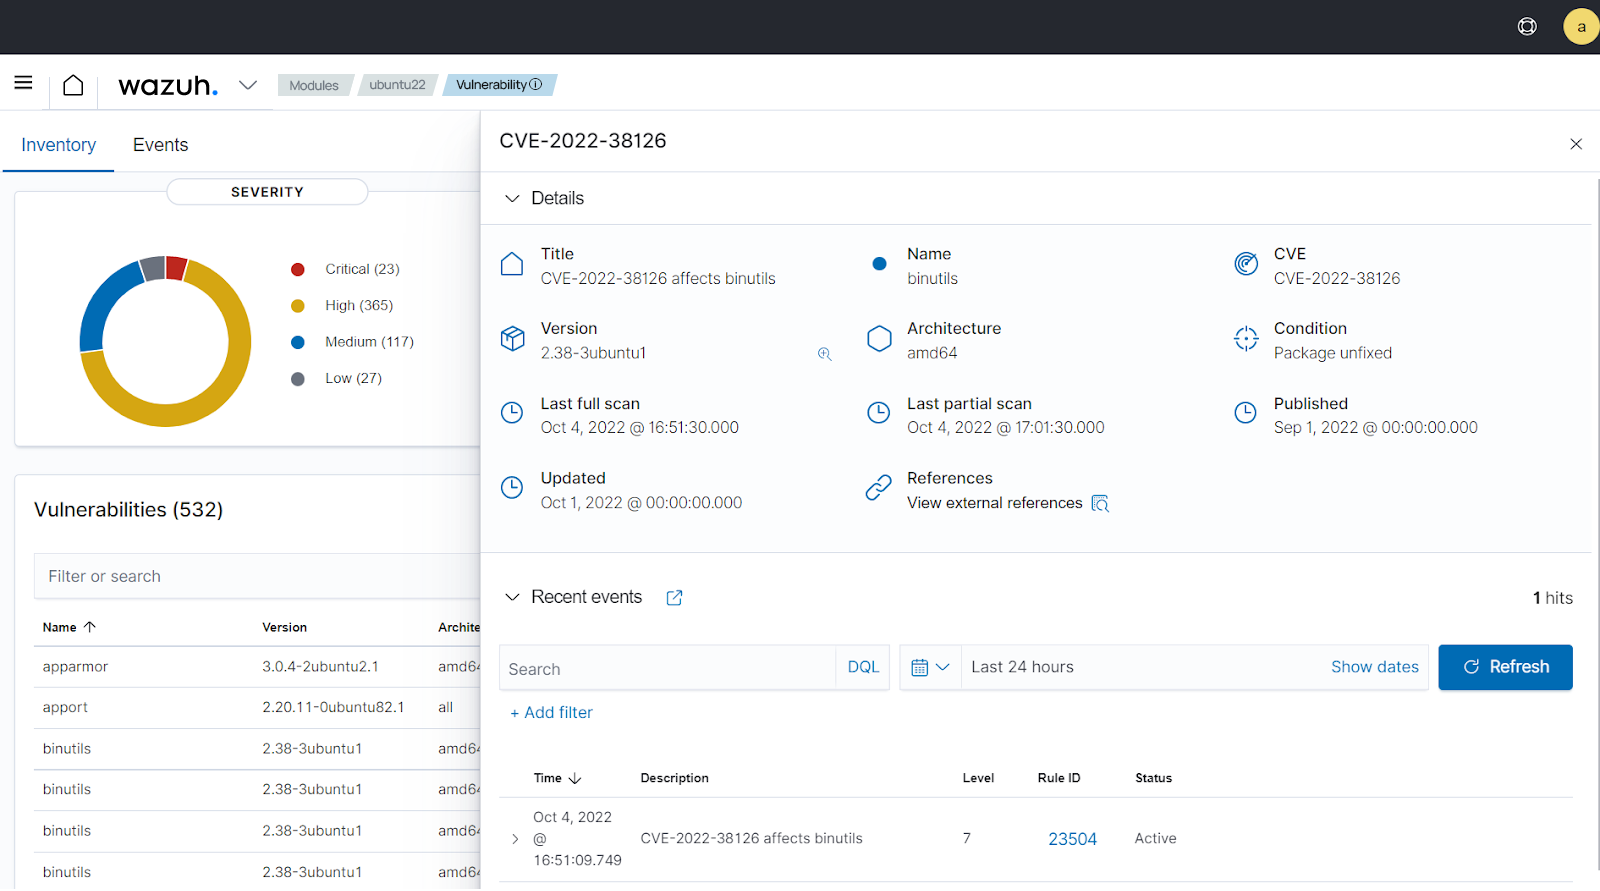 a
wazuh.
Modules
ubuntu22
Vulnerability
Inventory
Events
SEVERITY
Critical (23)
High (365)
Medium (117)
Low (27)
Vulnerabilities (532)
Filter or search
Name Version Archite
apparmor 3.0.4-2ubuntu2.1 amd64
apport 2.20.11-0ubuntu82.1 all
binutils 2.38-3ubuntu1 amd64
binutils 2.38-3ubuntu1 amd64
binutils 2.38-3ubuntu1 amd64
binutils 2.38-3ubuntu1 amd64
CVE-2022-38126
Details
Title
CVE-2022-38126 affects binutils
Name
binutils
CVE
CVE-2022-38126
Version
2.38-3ubuntu1
Architecture
amd64
Condition
Package unfixed
Last full scan
Oct 4, 2022 @ 16:51:30.000
Last partial scan
Oct 4, 2022 @ 17:01:30.000
Published
Sep 1, 2022 @ 00:00:00.000
Updated
Oct 1, 2022 @ 00:00:00.000
References
View external references
Recent events
1 hits
Search
DQL
Last 24 hours
Show dates
Refresh
+ Add filter
Time Description Level Rule ID Status
Oct 4, 2022
@
16:51:09.749
CVE-2022-38126 affects binutils 7 23504 Active